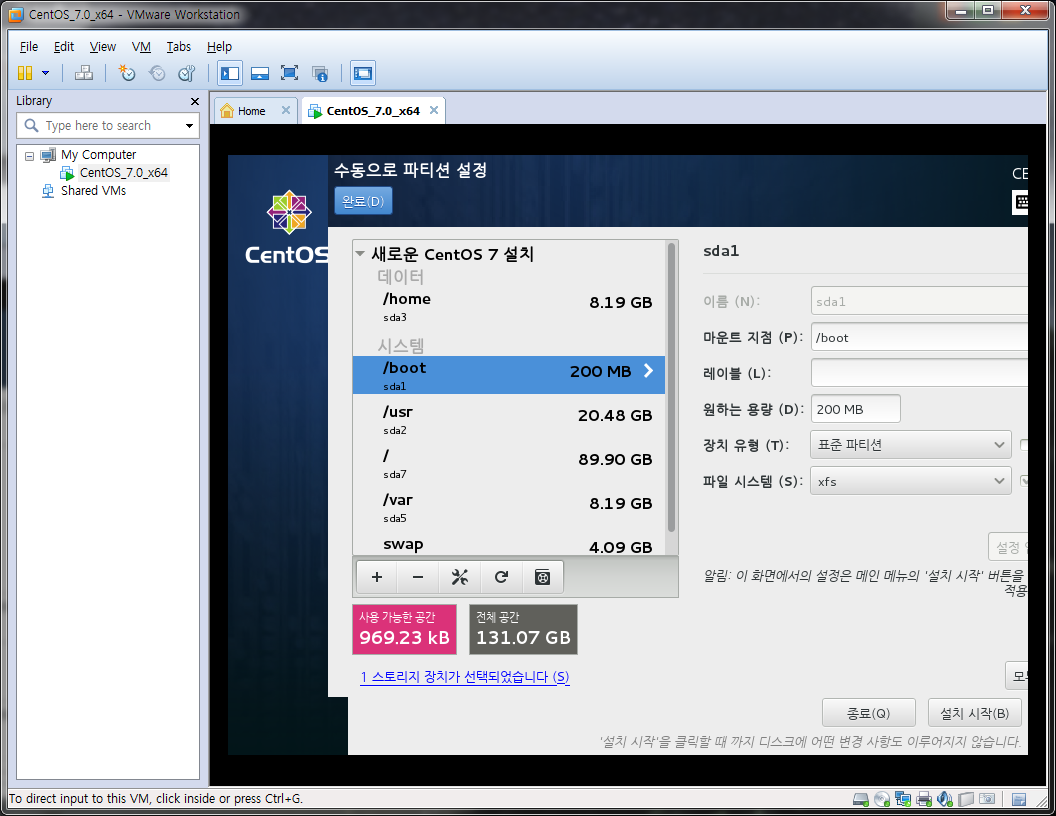 CentOS_7.0_x64 - VMware Workstation
File Edit View VM Tabs Help
Library
Type here to search
My Computer
CentOS_7.0_x64
Shared VMs
Home
CentOS_7.0_x64
CentOS
수동으로 파티션 설정
완료(D)
CE
새로운 CentOS 7 설치
데이터
/home 8.19 GB
sda3
시스템
/boot 200 MB
sda1
/usr 20.48 GB
sda2
/ 89.90 GB
sda7
/var 8.19 GB
sda5
swap 4.09 GB
사용 가능한 공간
969.23 kB
전체 공간
131.07 GB
1 스토리지 장치가 선택되었습니다 (S)
sda1
이름 (N): sda1
마운트 지점 (P): /boot
레이블 (L):
원하는 용량 (D): 200 MB
장치 유형 (T): 표준 파티션
파일 시스템 (S): xfs
설정
알림: 이 화면에서의 설정은 메인 메뉴의 '설치 시작' 버튼을
적용
모두
종료(Q) 설치 시작(B)
'설치 시작'을 클릭할 때 까지 디스크에 어떤 변경 사항도 이루어지지 않습니다.
To direct input to this VM, click inside or press Ctrl+G.